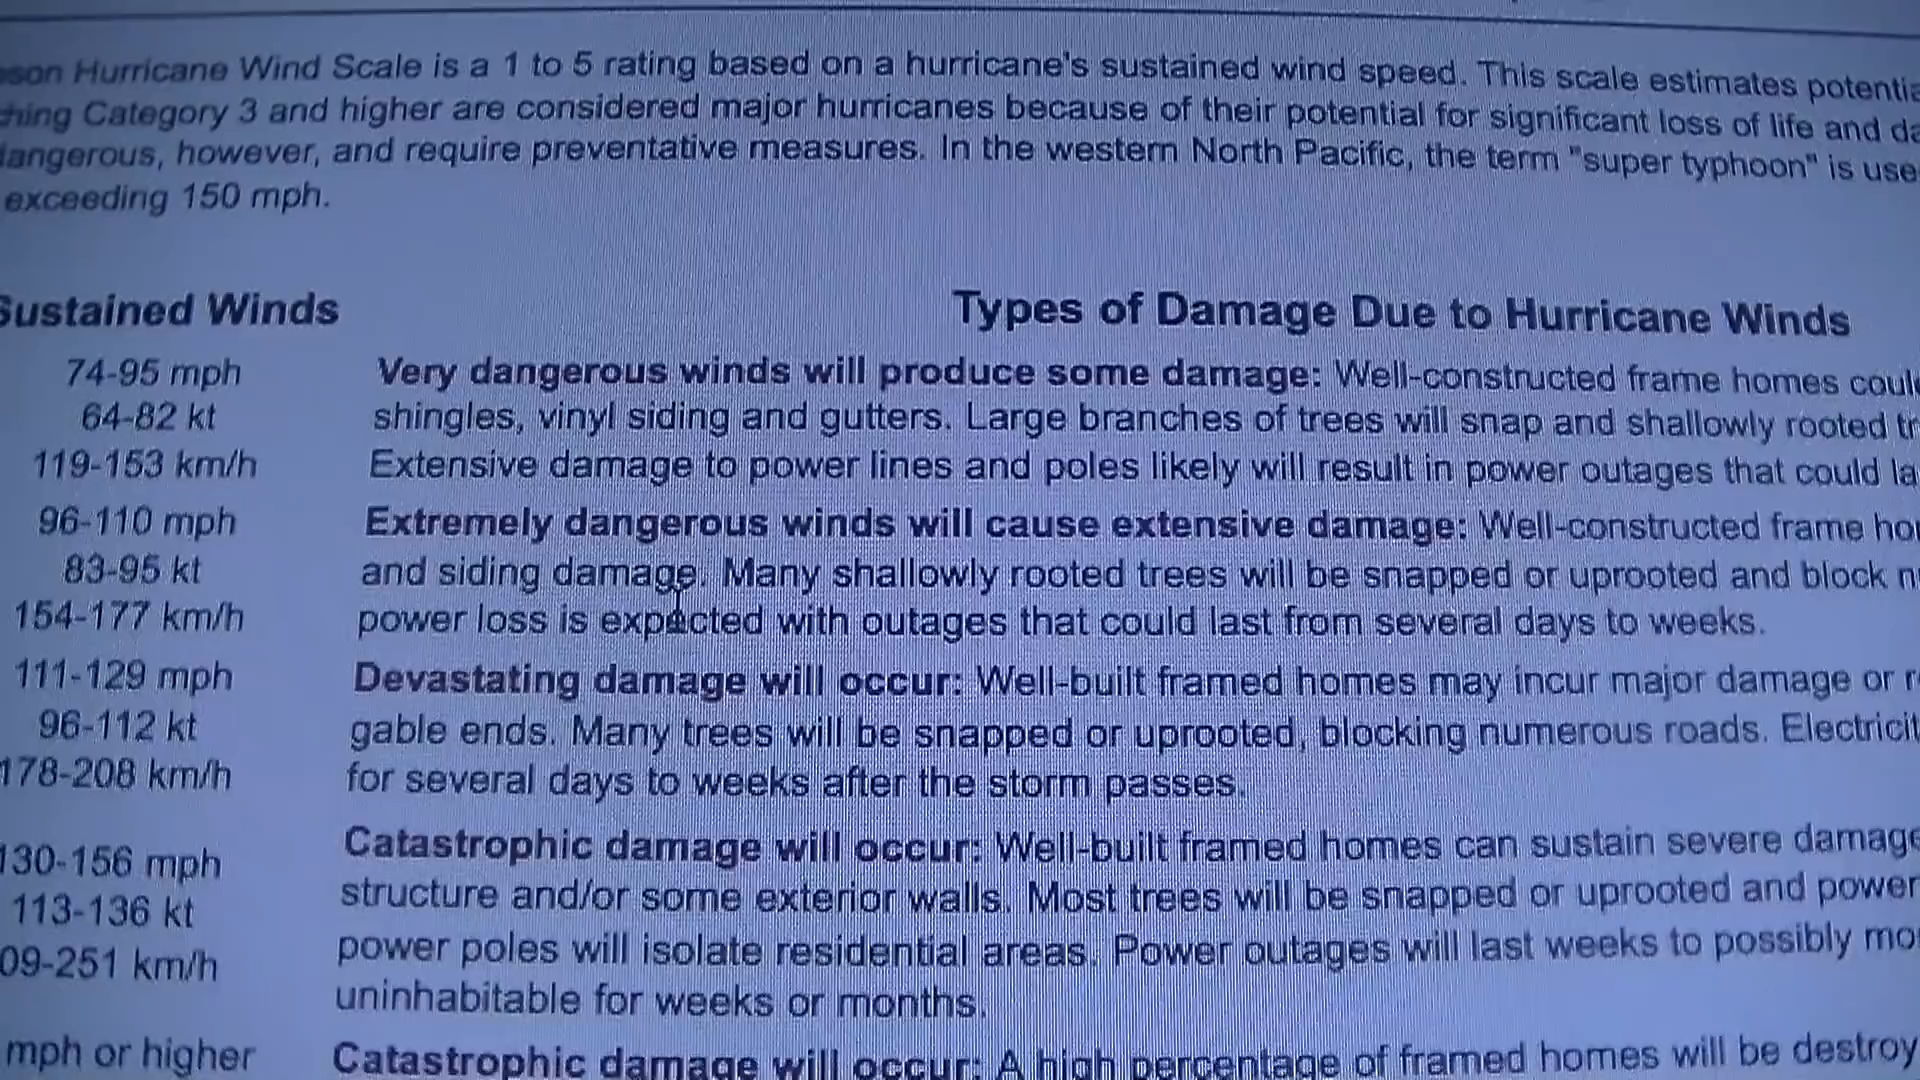 son Hurricane Wind Scale is a 1 to 5 rating based on a hurricane's sustained wind speed. This scale estimates potentia
hing Category 3 and higher are considered major hurricanes because of their potential for significant loss of life and da
dangerous, however, and require preventative measures. In the western North Pacific, the term "super typhoon" is use
exceeding 150 mph.
Sustained Winds
Types of Damage Due to Hurricane Winds
74-95 mph
64-82 kt
119-153 km/h
Very dangerous winds will produce some damage: Well-constructed frame homes coul
shingles, vinyl siding and gutters. Large branches of trees will snap and shallowly rooted tr
Extensive damage to power lines and poles likely will result in power outages that could la
96-110 mph
83-95 kt
154-177 km/h
Extremely dangerous winds will cause extensive damage: Well-constructed frame ho
and siding damage. Many shallowly rooted trees will be snapped or uprooted and block n
power loss is expected with outages that could last from several days to weeks.
111-129 mph
96-112 kt
178-208 km/h
Devastating damage will occur: Well-built framed homes may incur major damage or r
gable ends. Many trees will be snapped or uprooted, blocking numerous roads. Electricit
for several days to weeks after the storm passes.
130-156 mph
113-136 kt
09-251 km/h
Catastrophic damage will occur: Well-built framed homes can sustain severe damage
structure and/or some exterior walls. Most trees will be snapped or uprooted and power
power poles will isolate residential areas. Power outages will last weeks to possibly mo
uninhabitable for weeks or months.
mph or higher
Catastrophic damage will occur: A high percentage of framed homes will be destroy